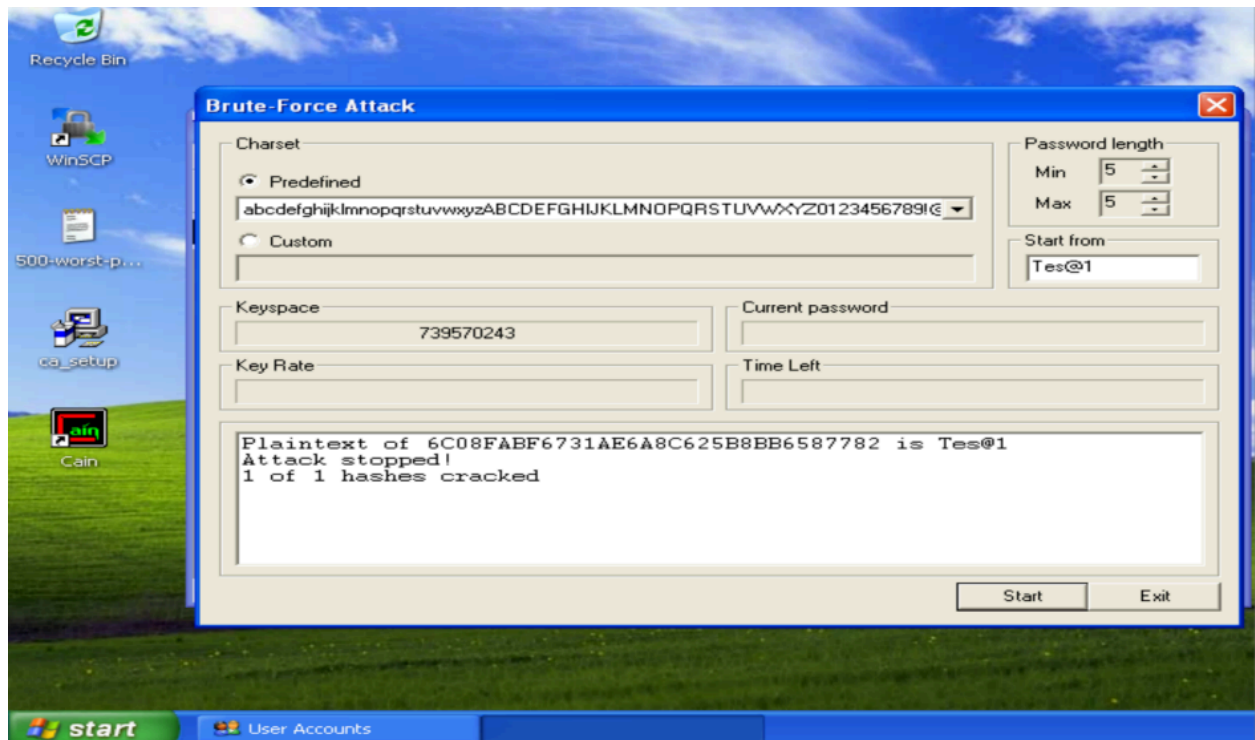 Recycle Bin
WinSCP
500-worst-p...
ca_setup
Cain
Brute-Force Attack
Charset
Predefined
abcdefghijklmnopqrstuvwxyzABCDEFGHIJKLMNOPQRSTUVWXYZ0123456789!@
Custom
Password length
Min 5
Max 5
Start from
Tes@1
Keyspace
739570243
Current password
Key Rate
Time Left
Plaintext of 6C08FABF6731AE6A8C625B8BB6587782 is Tes@1
Attack stopped!
1 of 1 hashes cracked
Start
Exit
start
User Accounts